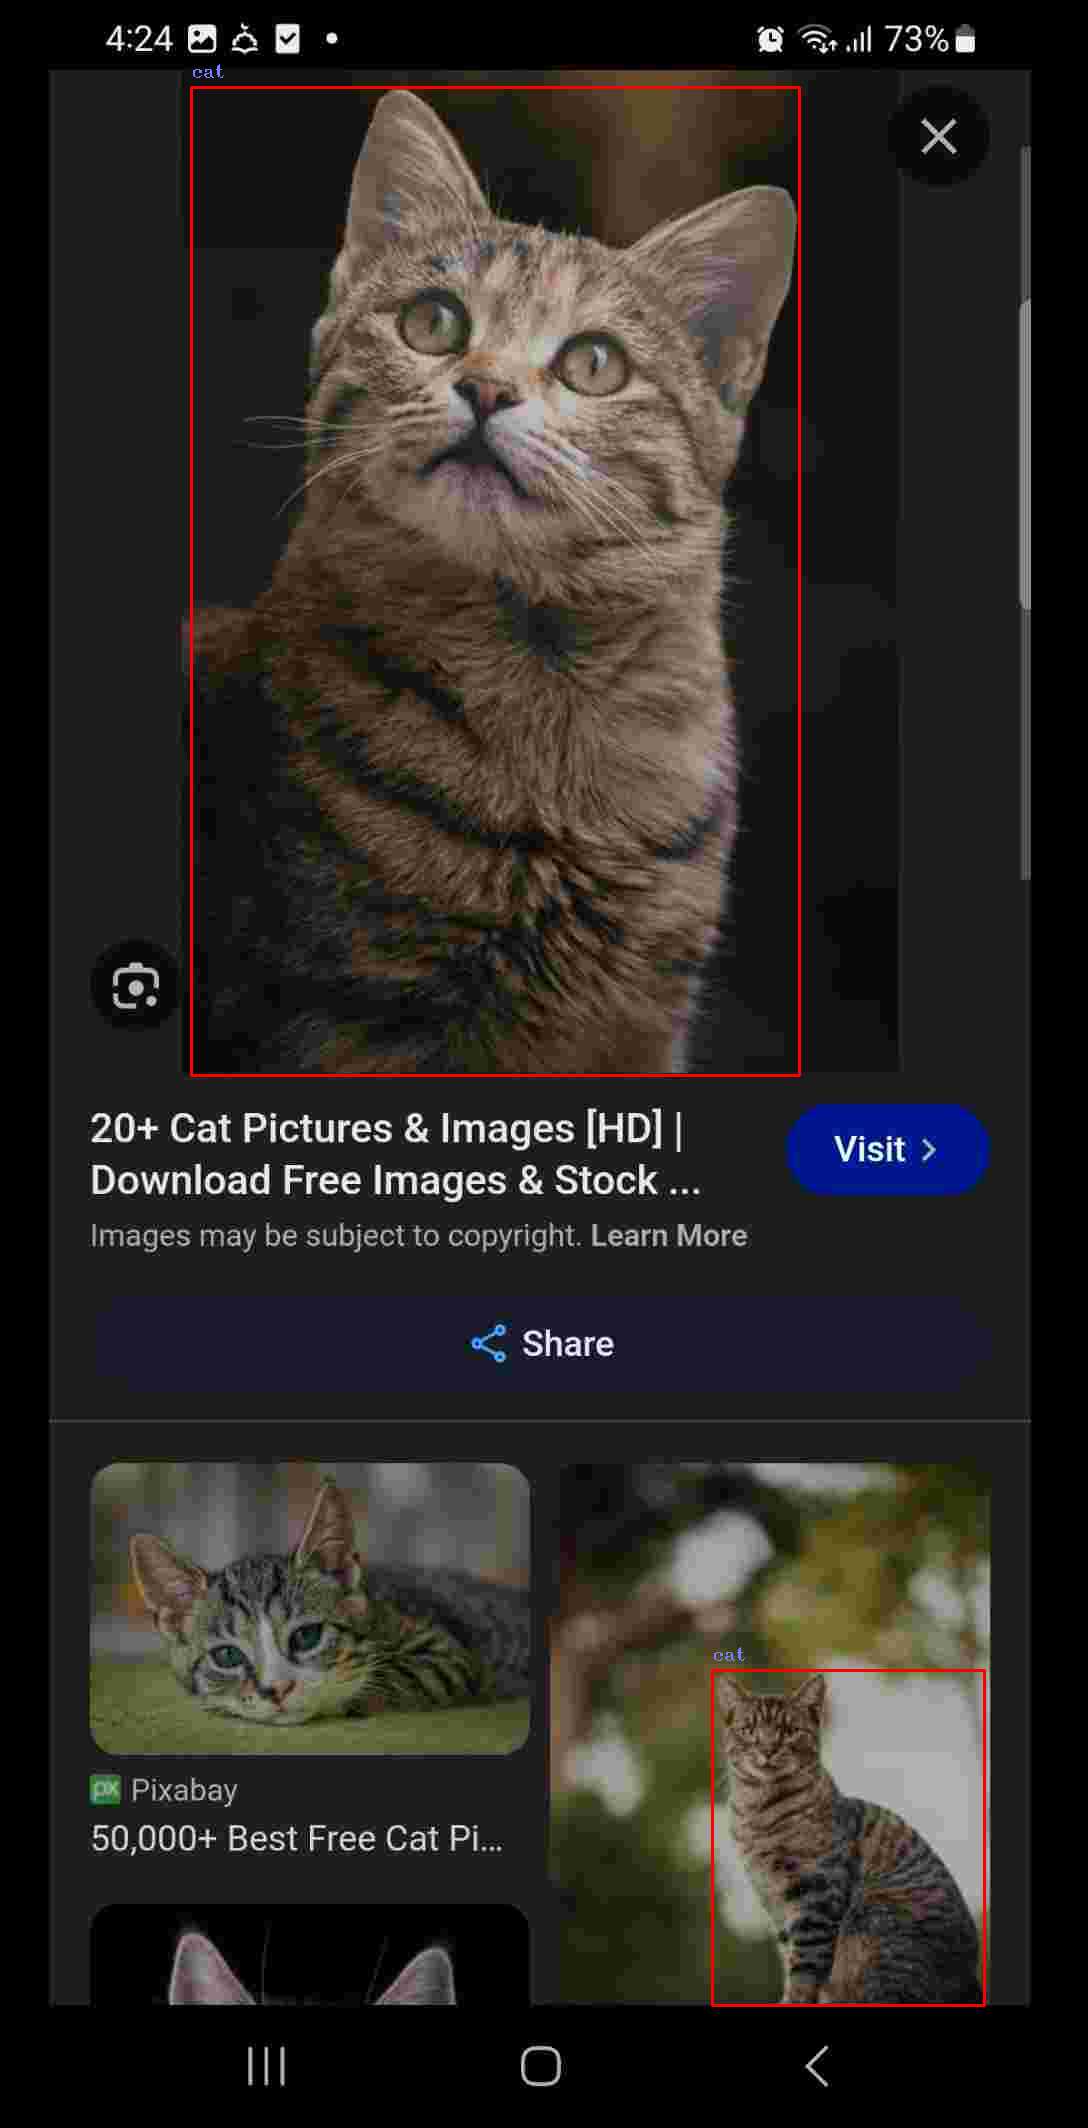 4:24 73%
cat
20+ Cat Pictures & Images [HD] |
Download Free Images & Stock ...
Visit
Images may be subject to copyright. Learn More
Share
cat
px Pixabay
50,000+ Best Free Cat Pi...